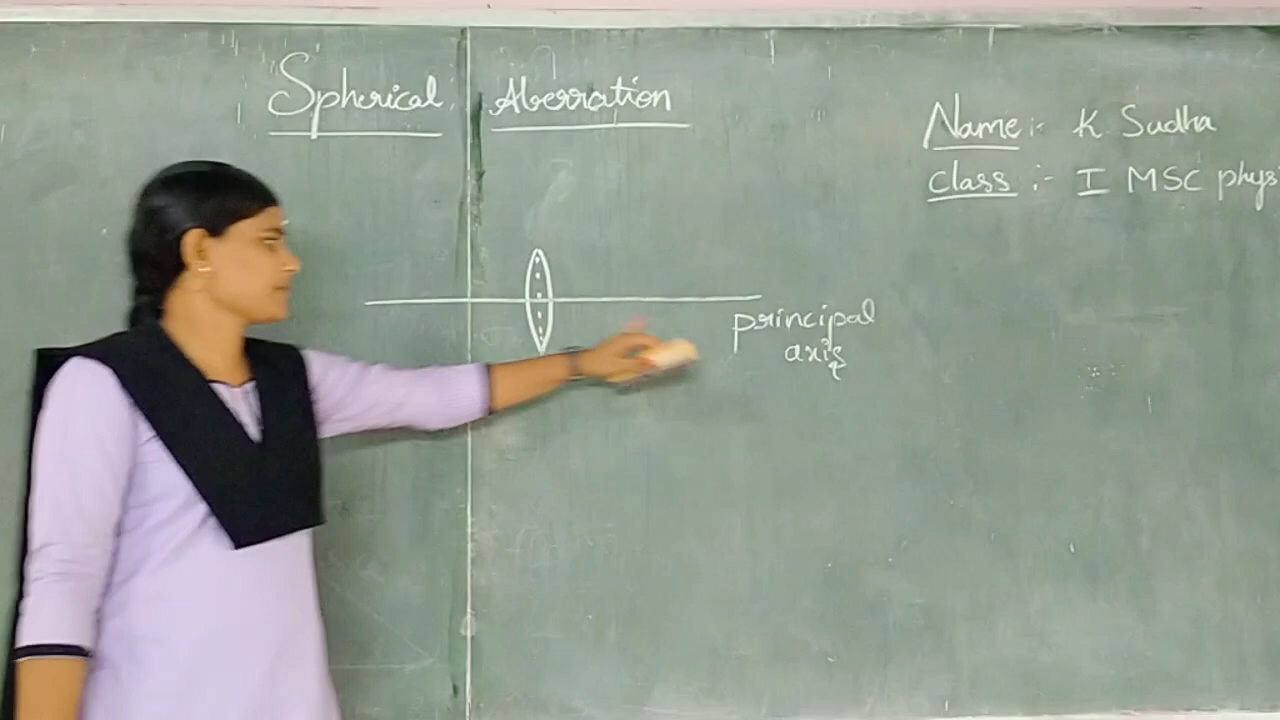 Spherical Aberration
Name :- K. Sudha
Class :- I MSC phys
principal
axis